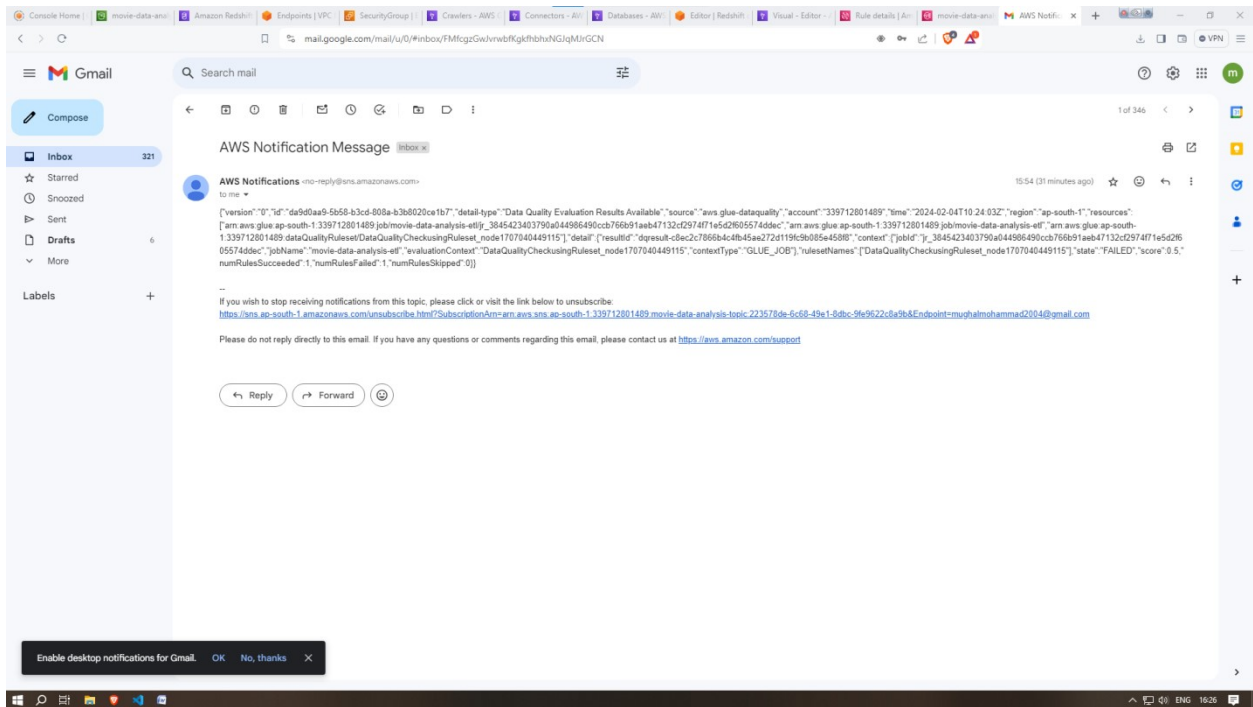 Console Home |
movie-data-anal
Amazon Redshift
Endpoints | VPC
SecurityGroup |
Crawlers - AWS
Connectors - AW
Databases - AWS
Editor | Redshift
Visual - Editor -
Rule details | Am
movie-data-ana
AWS Notific
mail.google.com/mail/u/0/#inbox/FMfcgzGwJvrwbfKgkfhbhxNGJqMJrGCN
VPN
Gmail
Search mail
m
Compose
1 of 346
Inbox 321
Starred
Snoozed
Sent
Drafts 6
More
Labels
AWS Notification Message Inbox x
AWS Notifications <no-reply@sns.amazonaws.com>
15:54 (31 minutes ago)
to me
{"version":"0","id":"da9d0aa9-5b58-b3cd-808a-b3b8020ce1b7","detail-type":"Data Quality Evaluation Results Available","source":"aws.glue-dataquality","account":"339712801489","time":"2024-02-04T10:24:03Z","region":"ap-south-1","resources":
["arn:aws:glue:ap-south-1:339712801489:job/movie-data-analysis-etl/jr_3845423403790a044986490ccb766b91aeb47132cf2974f71e5d2f605574ddec","arn:aws:glue:ap-south-1:339712801489:job/movie-data-analysis-etl","arn:aws:glue:ap-south-
1:339712801489:dataQualityRuleset/DataQualityCheckusingRuleset_node1707040449115"],"detail":{"resultId":"dqresult-c8ec2c7866b4c4fb45ae272d119fc9b085e458f8","context":{"jobId":"jr_3845423403790a044986490ccb766b91aeb47132cf2974f71e5d2f6
05574ddec","jobName":"movie-data-analysis-etl","evaluationContext":"DataQualityCheckusingRuleset_node1707040449115","contextType":"GLUE_JOB"},"rulesetNames":["DataQualityCheckusingRuleset_node1707040449115"],"state":"FAILED","score":0.5,"
numRulesSucceeded":1,"numRulesFailed":1,"numRulesSkipped":0}}
--
If you wish to stop receiving notifications from this topic, please click or visit the link below to unsubscribe:
https://sns.ap-south-1.amazonaws.com/unsubscribe.html?SubscriptionArn=arn:aws:sns:ap-south-1:339712801489:movie-data-analysis-topic:223578de-6c68-49e1-8dbc-9fe9622c8a9b&Endpoint=mughalmohammad2004@gmail.com
Please do not reply directly to this email. If you have any questions or comments regarding this email, please contact us at https://aws.amazon.com/support
Reply
Forward
Enable desktop notifications for Gmail. OK No, thanks
ENG 16:26